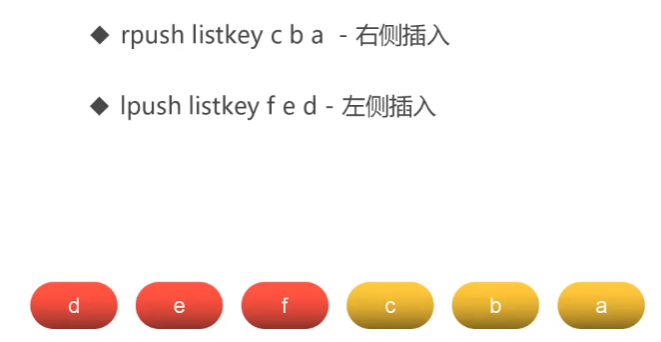 ◆ rpush listkey c b a - 右侧插入
◆ lpush listkey f e d - 左侧插入
d e f c b a